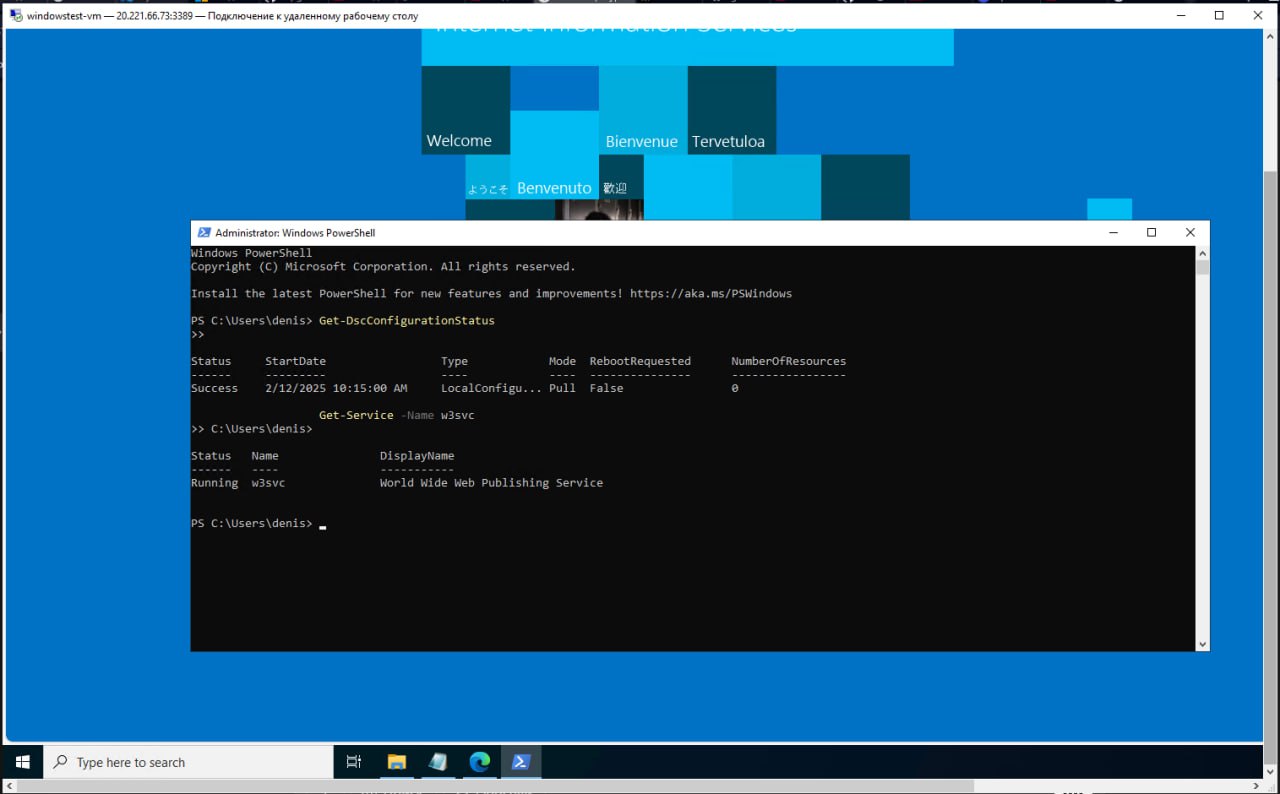 windowstest-vm — 20.221.66.73:3389 — Подключение к удаленному рабочему столу
Internet Information Services
Welcome
Bienvenue
Tervetuloa
ようこそ
Benvenuto
歡迎
Administrator: Windows PowerShell
Windows PowerShell
Copyright (C) Microsoft Corporation. All rights reserved.
Install the latest PowerShell for new features and improvements! https://aka.ms/PSWindows
PS C:\Users\denis> Get-DscConfigurationStatus
>>
Status StartDate Type Mode RebootRequested NumberOfResources
------ --------- ---- ---- --------------- -----------------
Success 2/12/2025 10:15:00 AM LocalConfigu... Pull False 0
Get-Service -Name w3svc
>> C:\Users\denis>
Status Name DisplayName
------ ---- -----------
Running w3svc World Wide Web Publishing Service
PS C:\Users\denis>
Type here to search